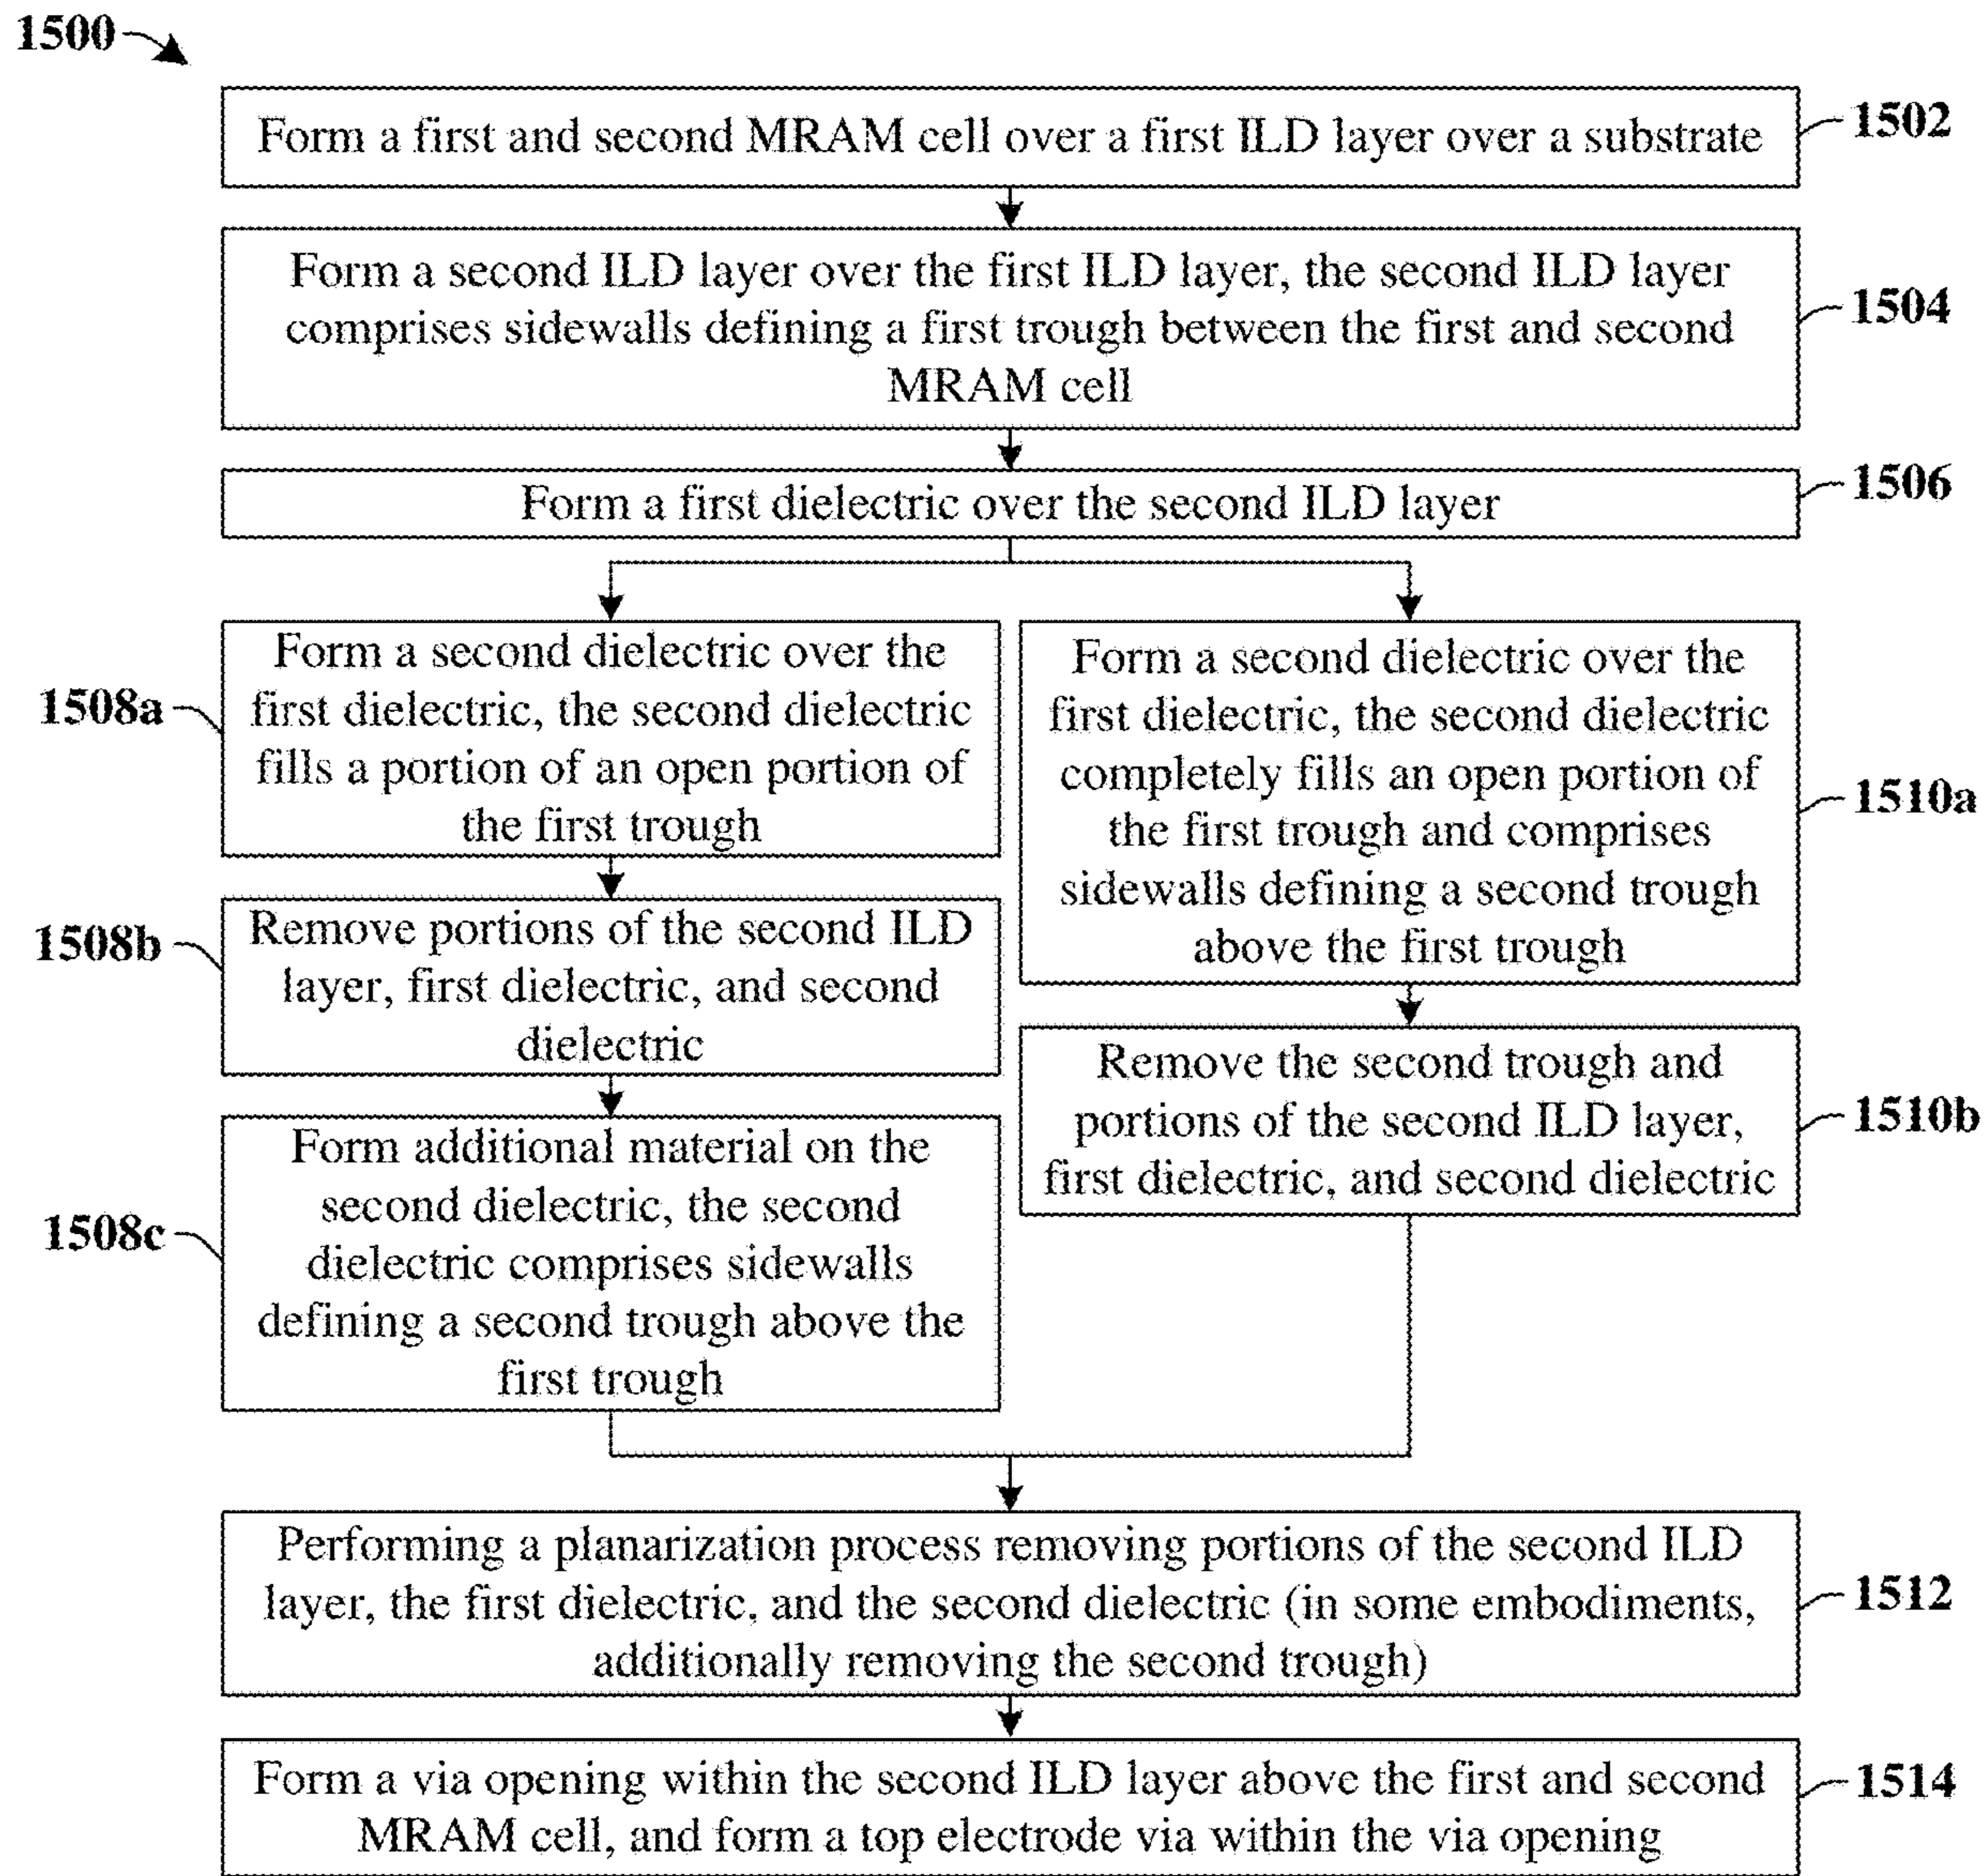 1500
Form a first and second MRAM cell over a first ILD layer over a substrate
1502
Form a second ILD layer over the first ILD layer, the second ILD layer
comprises sidewalls defining a first trough between the first and second
MRAM cell
1504
Form a first dielectric over the second ILD layer
1506
1508a
Form a second dielectric over the
first dielectric, the second dielectric
fills a portion of an open portion of
the first trough
1508b
Remove portions of the second ILD
layer, first dielectric, and second
dielectric
1508c
Form additional material on the
second dielectric, the second
dielectric comprises sidewalls
defining a second trough above the
first trough
Form a second dielectric over the
first dielectric, the second dielectric
completely fills an open portion of
the first trough and comprises
sidewalls defining a second trough
above the first trough
1510a
Remove the second trough and
portions of the second ILD layer,
first dielectric, and second dielectric
1510b
Performing a planarization process removing portions of the second ILD
layer, the first dielectric, and the second dielectric (in some embodiments,
additionally removing the second trough)
1512
Form a via opening within the second ILD layer above the first and second
MRAM cell, and form a top electrode via within the via opening
1514